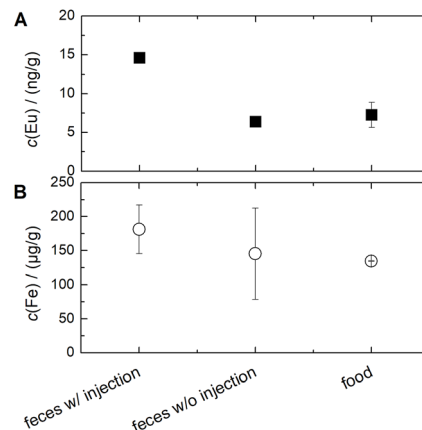 A
c(Eu) / (ng/g)
20
15
10
5
0
B
c(Fe) / (µg/g)
250
200
150
100
50
0
feces w/ injection
feces w/o injection
food